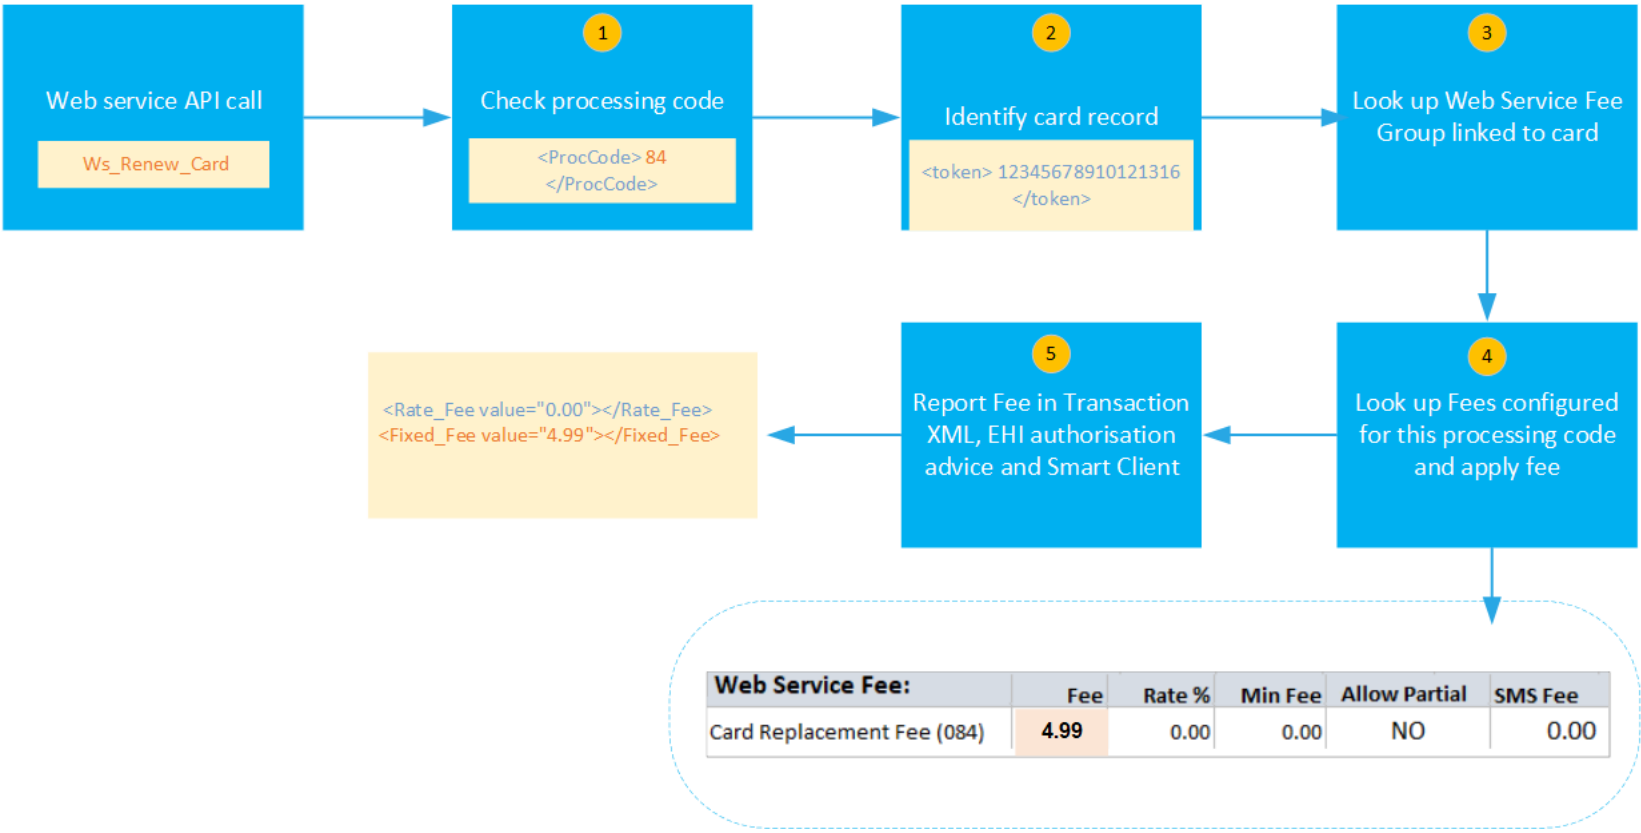 Web service API call
Ws_Renew_Card
1
Check processing code
<ProcCode> 84
</ProcCode>
2
Identify card record
<token> 12345678910121316
</token>
3
Look up Web Service Fee
Group linked to card
4
Look up Fees configured
for this processing code
and apply fee
5
Report Fee in Transaction
XML, EHI authorisation
advice and Smart Client
<Rate_Fee value="0.00"></Rate_Fee>
<Fixed_Fee value="4.99"></Fixed_Fee>
Web Service Fee: Fee Rate % Min Fee Allow Partial SMS Fee
Card Replacement Fee (084) 4.99 0.00 0.00 NO 0.00